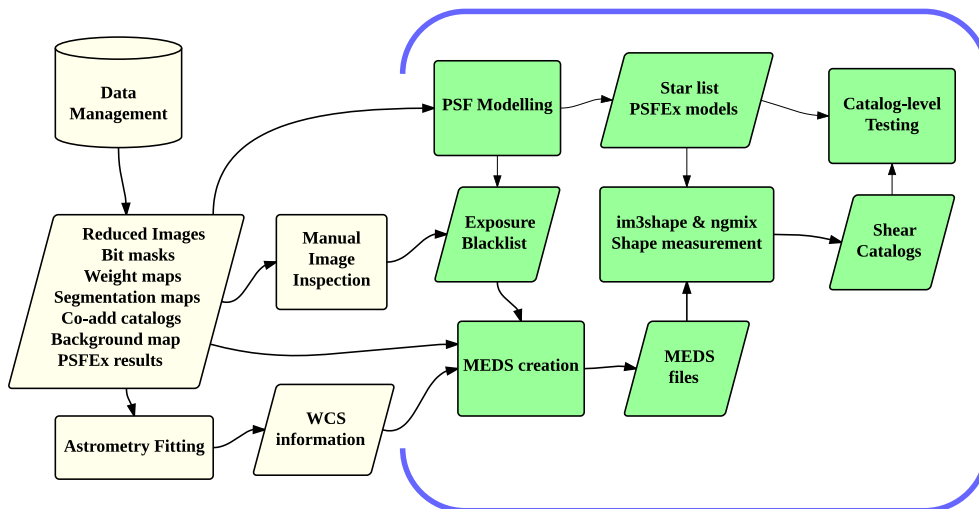 Data
Management
Reduced Images
Bit masks
Weight maps
Segmentation maps
Co-add catalogs
Background map
PSFEx results
Astrometry Fitting
Manual
Image
Inspection
WCS
information
PSF Modelling
Exposure
Blacklist
MEDS creation
Star list
PSFEx models
im3shape & ngmix
Shape measurement
MEDS
files
Catalog-level
Testing
Shear
Catalogs